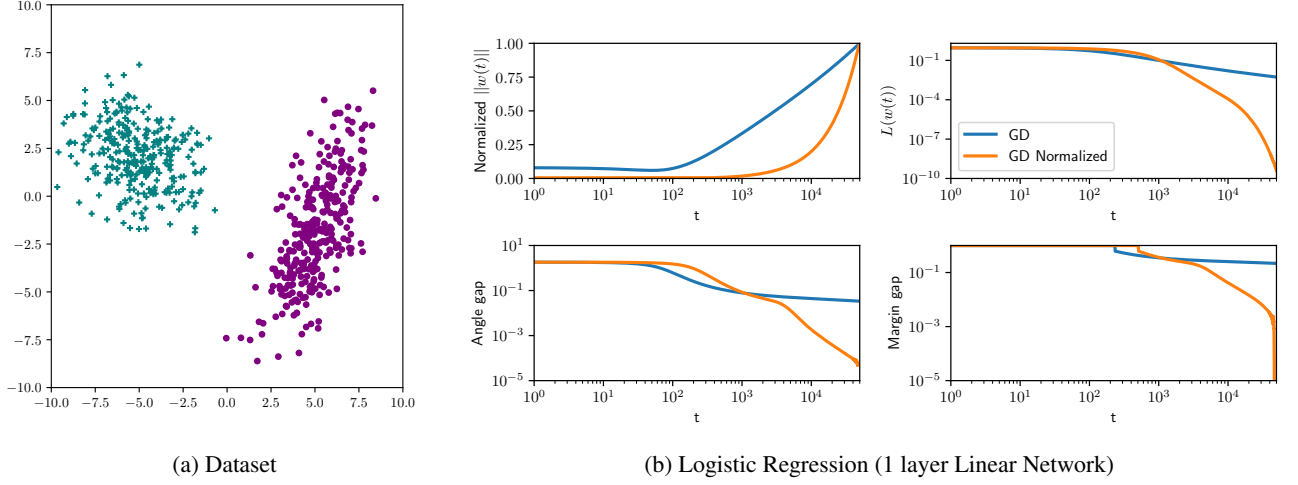 10.0
7.5
5.0
2.5
0.0
−2.5
−5.0
−7.5
−10.0
−10.0 −7.5 −5.0 −2.5 0.0 2.5 5.0 7.5 10.0
(a) Dataset
Normalized ||w(t)||
1.00
0.75
0.50
0.25
0.00
10^0 10^1 10^2 10^3 10^4
t
L(w(t))
10^−1
10^−4
10^−7
10^−10
GD
GD Normalized
10^0 10^1 10^2 10^3 10^4
t
Angle gap
10^1
10^−1
10^−3
10^−5
10^0 10^1 10^2 10^3 10^4
t
Margin gap
10^−1
10^−3
10^−5
10^0 10^1 10^2 10^3 10^4
t
(b) Logistic Regression (1 layer Linear Network)